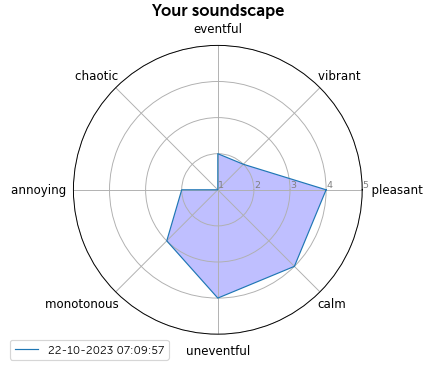 Your soundscape
eventful
chaotic
vibrant
annoying
1 2 3 4 5
pleasant
monotonous
calm
uneventful
22-10-2023 07:09:57